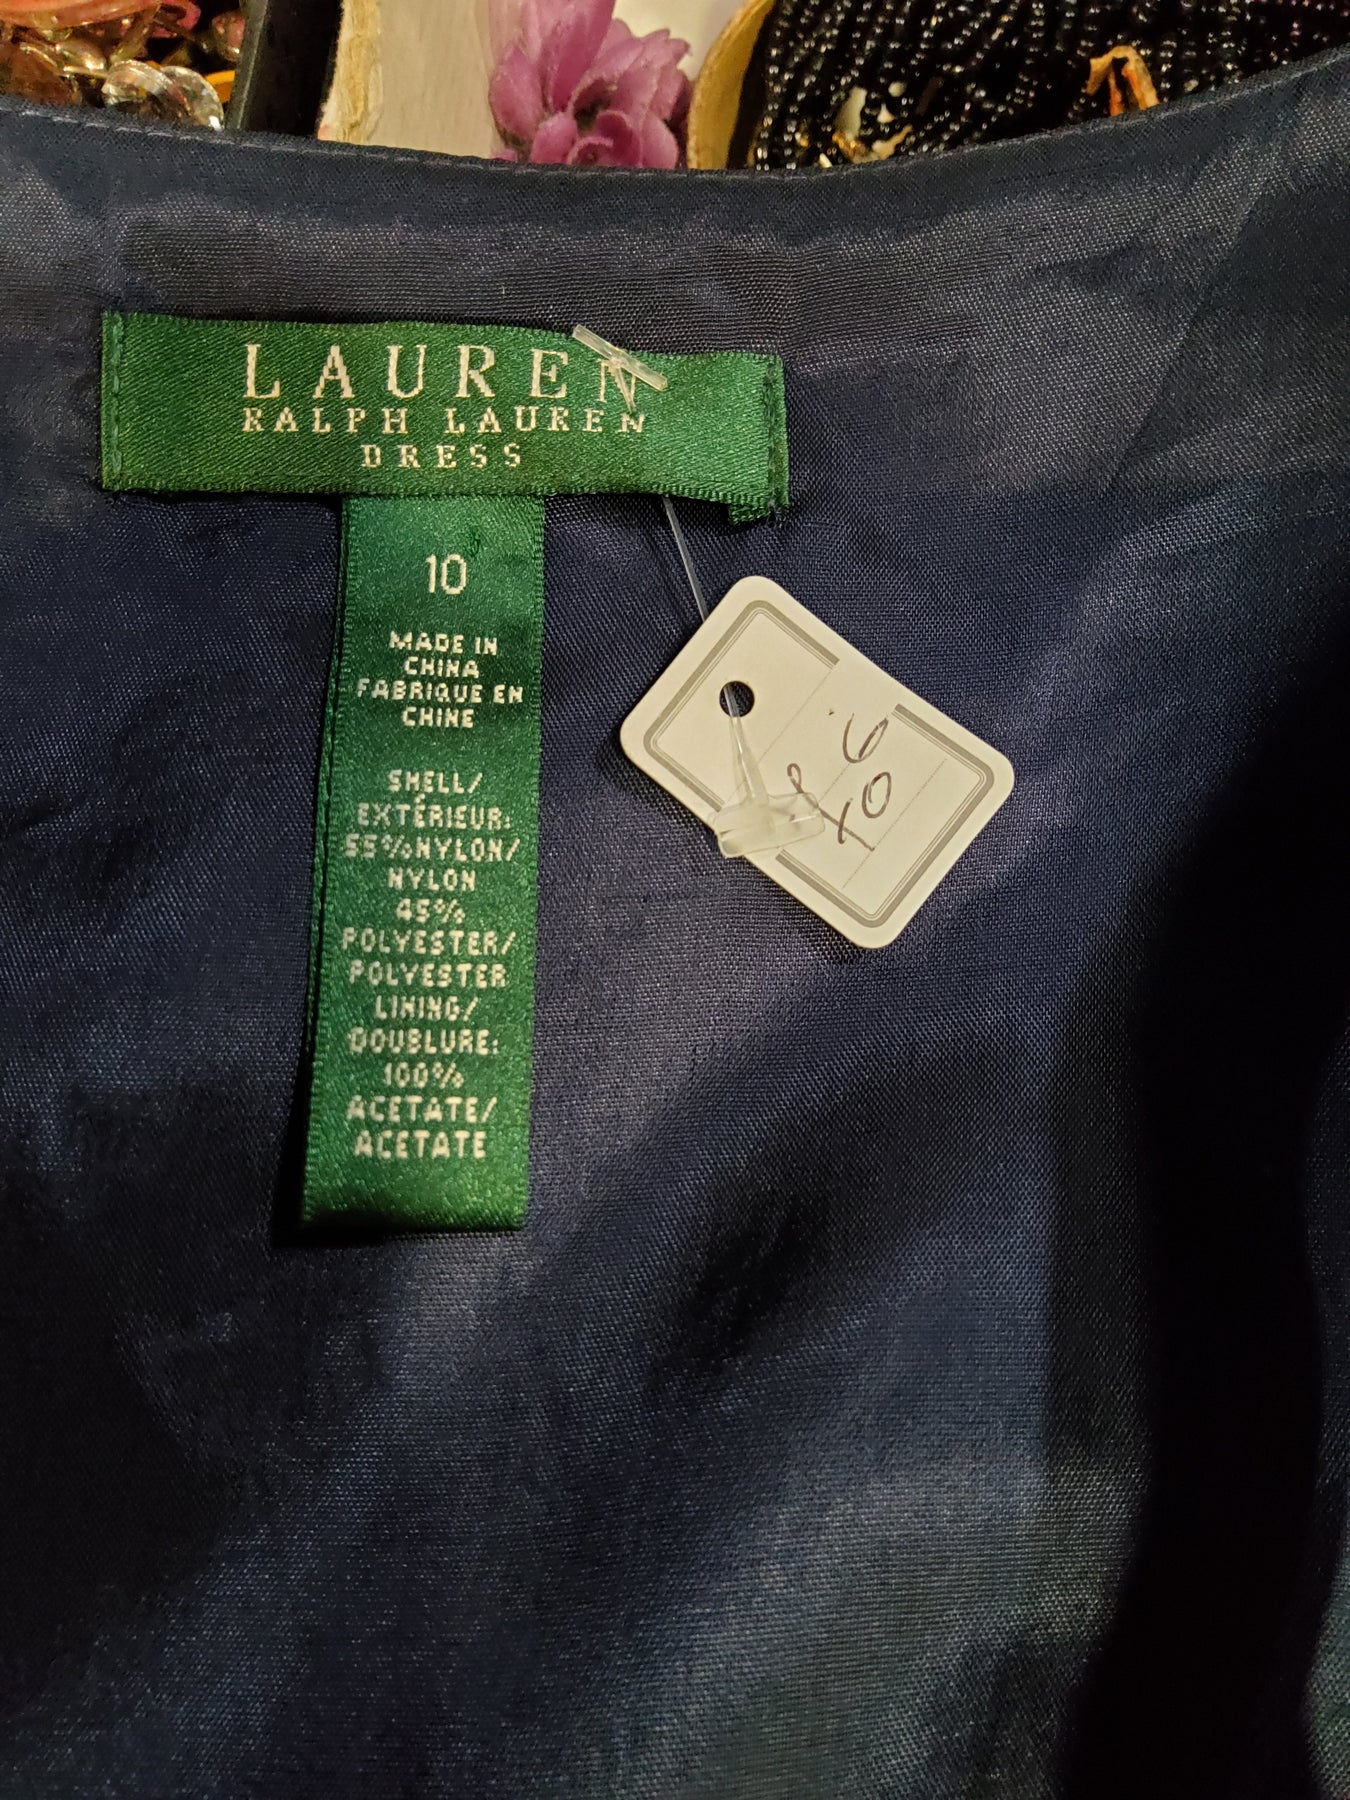 LAUREN
RALPH LAUREN
DRESS
10
MADE IN
CHINA
FABRIQUE EN
CHINE
SHELL/
EXTÉRIEUR:
55%NYLON/
NYLON
45%
POLYESTER/
POLYESTER
LINING/
DOUBLURE:
100%
ACETATE/
ACETATE
6